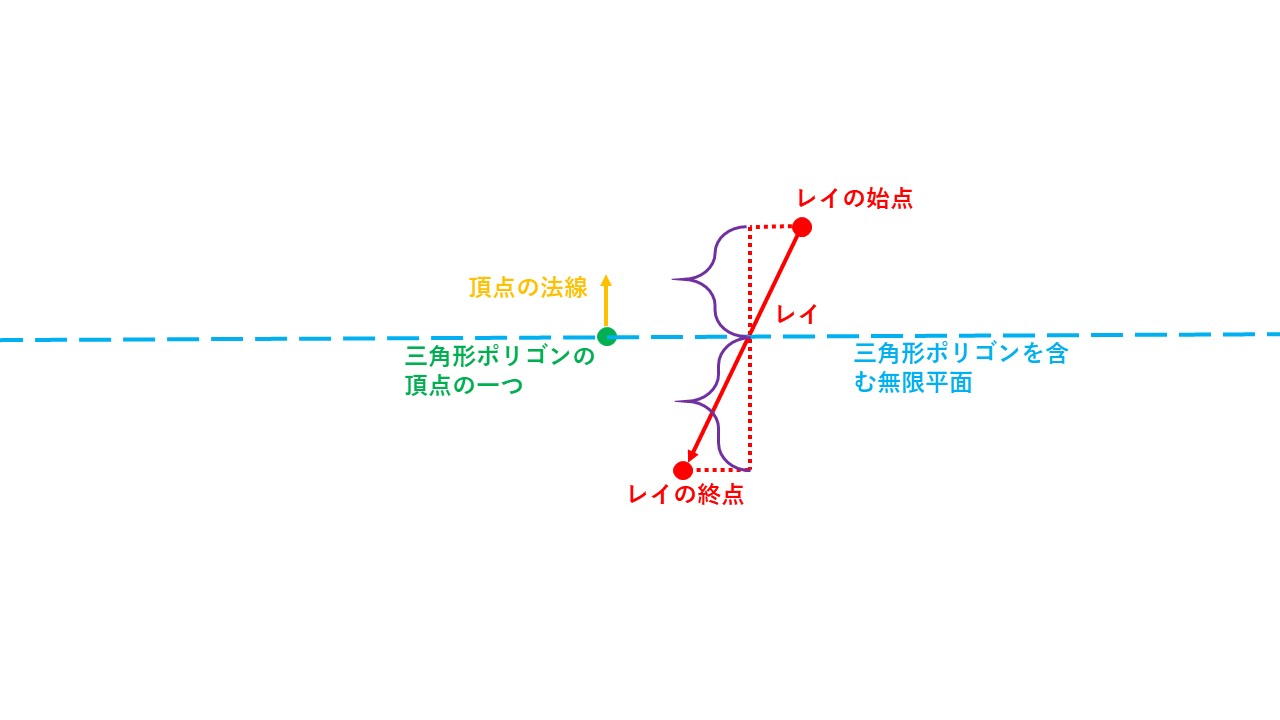 レイの始点
頂点の法線
レイ
三角形ポリゴンの
頂点の一つ
三角形ポリゴンを含
む無限平面
レイの終点